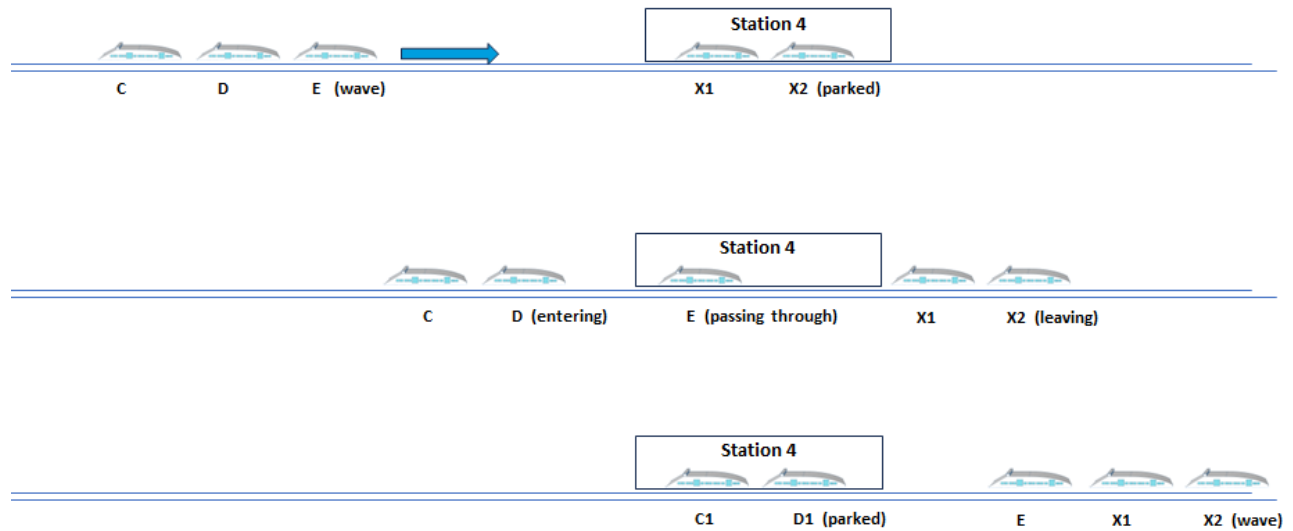 Station 4
C D E (wave) X1 X2 (parked)
Station 4
C D (entering) E (passing through) X1 X2 (leaving)
Station 4
C1 D1 (parked) E X1 X2 (wave)